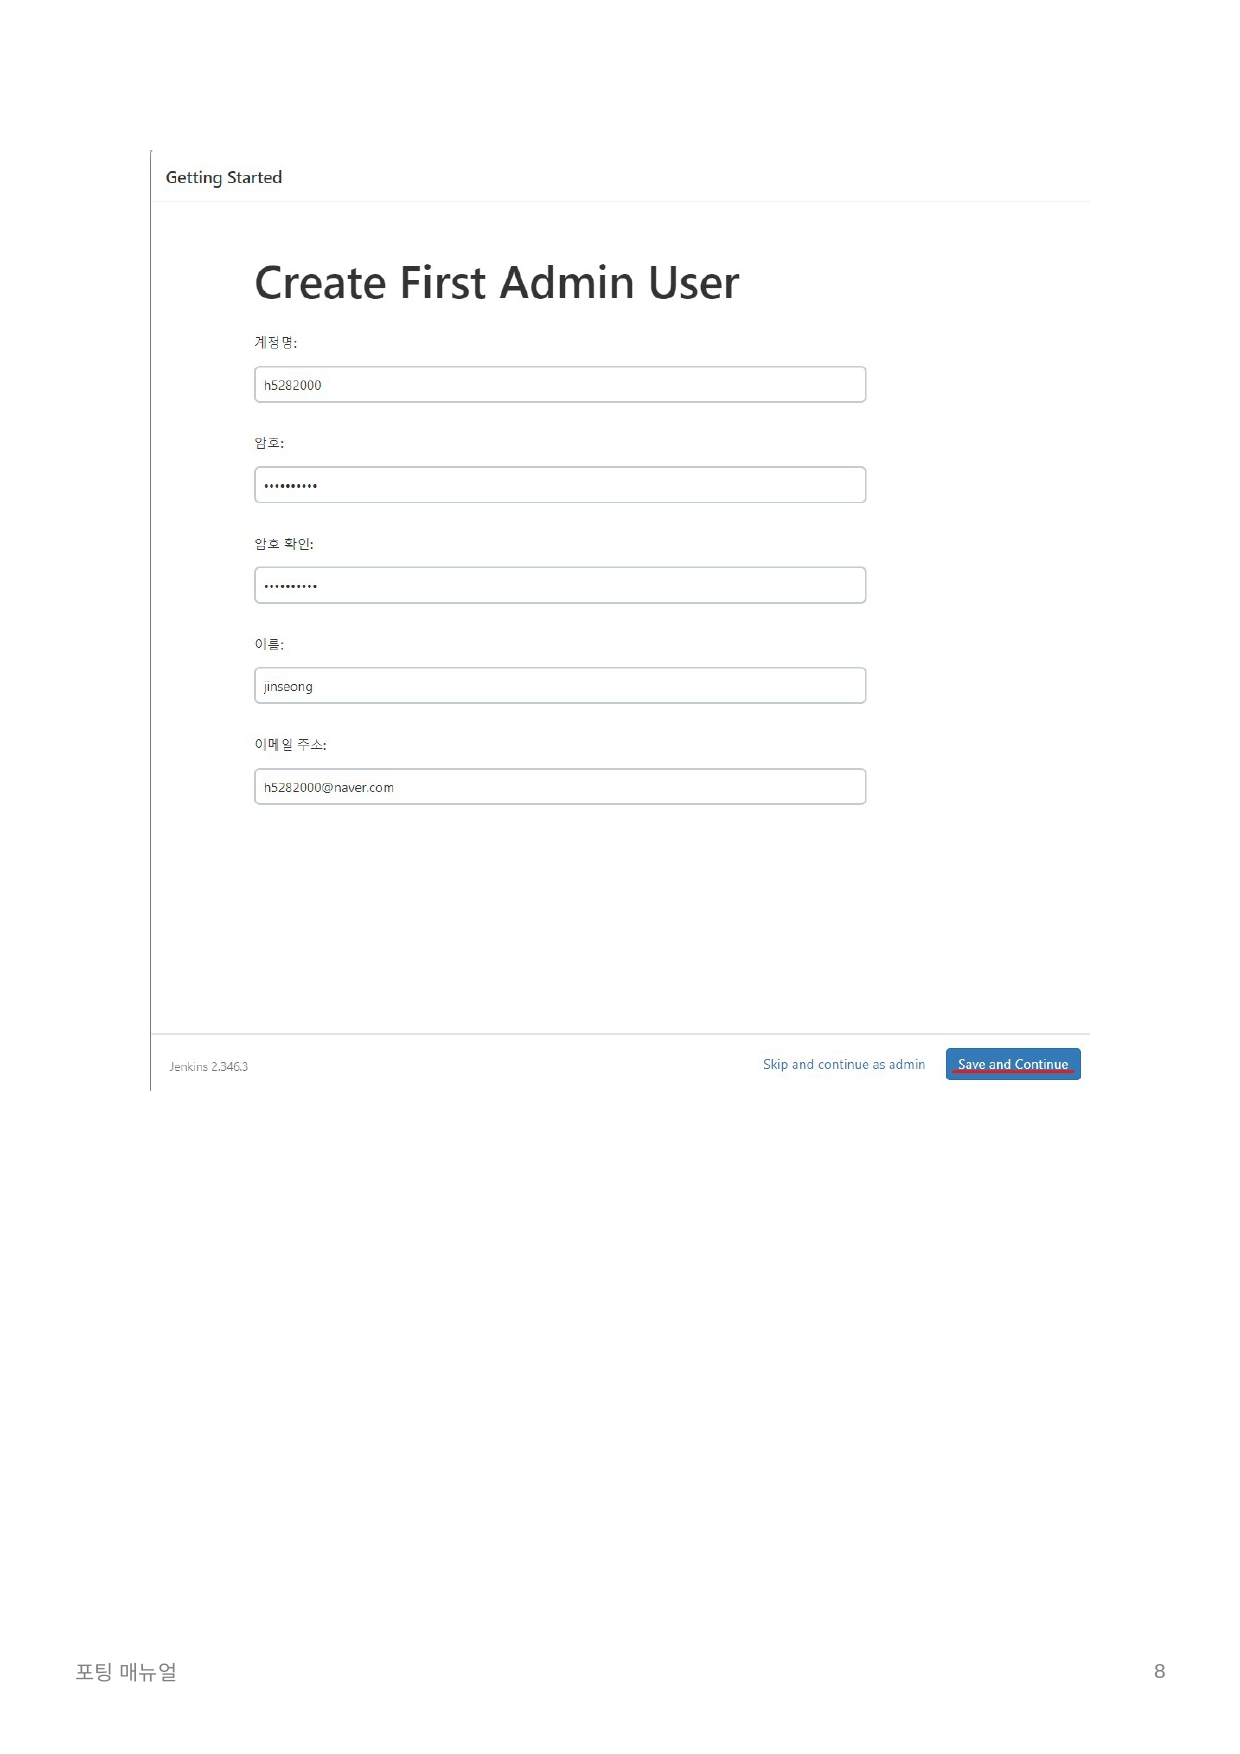 Getting Started
Create First Admin User
계정명:
h5282000
암호:
••••••••••
암호 확인:
••••••••••
이름:
jinseong
이메일 주소:
h5282000@naver.com
Jenkins 2.346.3
Skip and continue as admin
Save and Continue
포팅 매뉴얼
8